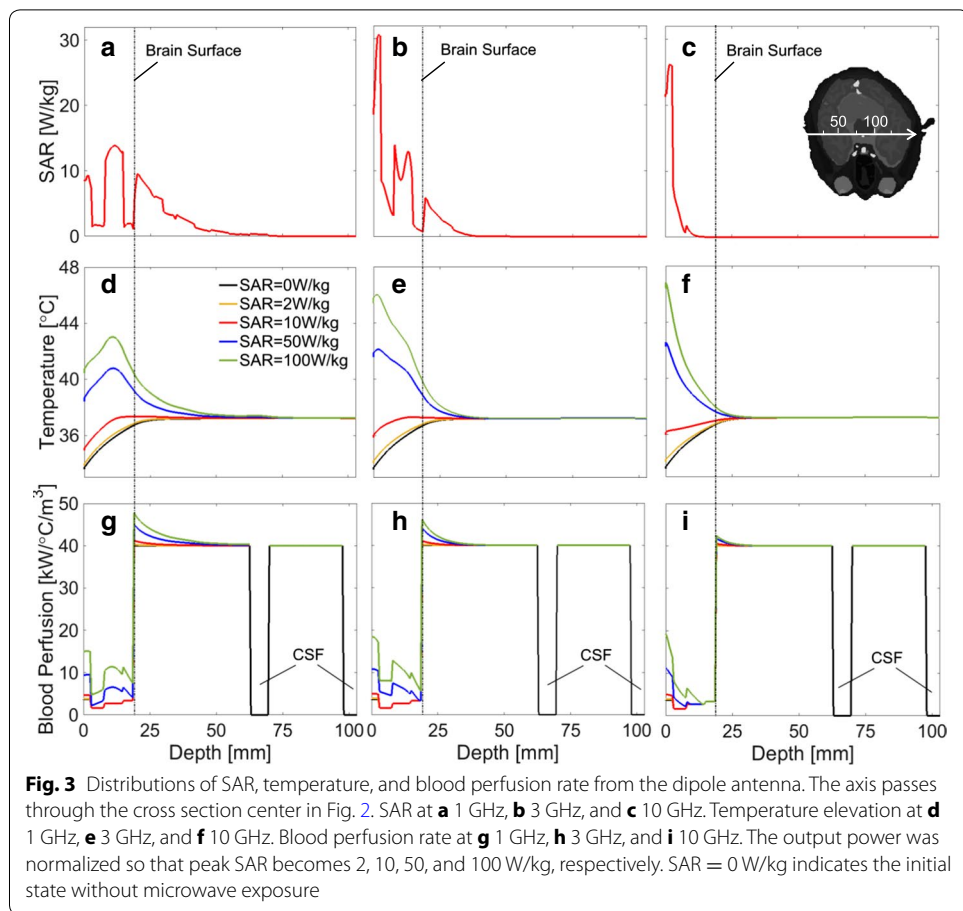 a
b
c
Brain Surface
Brain Surface
Brain Surface
50 100
30
20
10
0
SAR [W/kg]
d
e
f
SAR=0W/kg
SAR=2W/kg
SAR=10W/kg
SAR=50W/kg
SAR=100W/kg
48
44
40
36
Temperature [°C]
g
h
i
CSF
CSF
CSF
50
40
30
20
10
0
Blood Perfusion [kW/°C/m³]
0 25 50 75 100
0 25 50 75 100
0 25 50 75 100
Depth [mm]
Depth [mm]
Depth [mm]
Fig. 3 Distributions of SAR, temperature, and blood perfusion rate from the dipole antenna. The axis passes
through the cross section center in Fig. 2. SAR at a 1 GHz, b 3 GHz, and c 10 GHz. Temperature elevation at d
1 GHz, e 3 GHz, and f 10 GHz. Blood perfusion rate at g 1 GHz, h 3 GHz, and i 10 GHz. The output power was
normalized so that peak SAR becomes 2, 10, 50, and 100 W/kg, respectively. SAR = 0 W/kg indicates the initial
state without microwave exposure